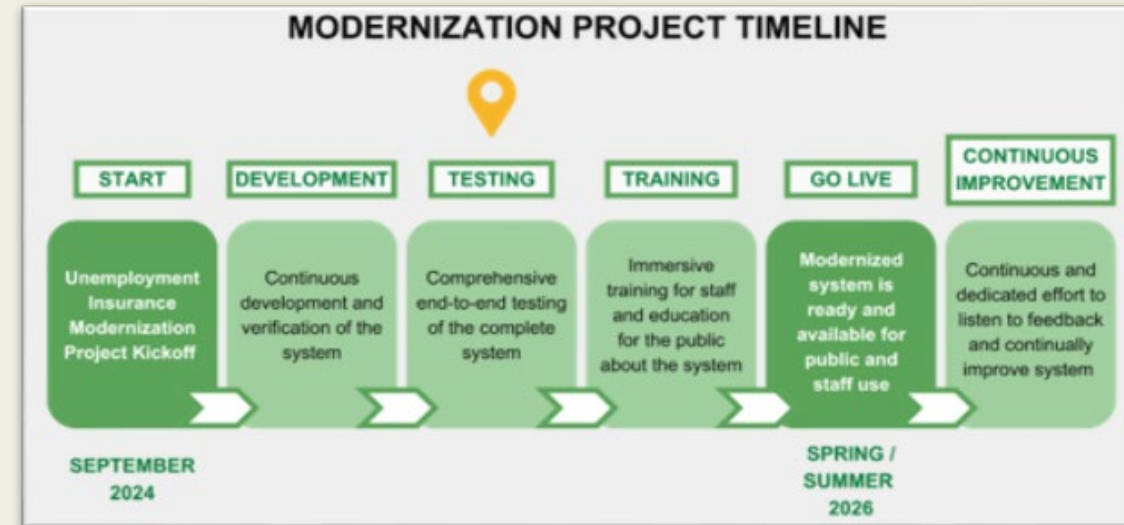 MODERNIZATION PROJECT TIMELINE
START
Unemployment
Insurance
Modernization
Project Kickoff
SEPTEMBER
2024
DEVELOPMENT
Continuous
development and
verification of the
system
TESTING
Comprehensive
end-to-end testing
of the complete
system
TRAINING
Immersive
training for staff
and education
for the public
about the system
GO LIVE
Modernized
system is
ready and
available for
public and
staff use
SPRING /
SUMMER
2026
CONTINUOUS
IMPROVEMENT
Continuous and
dedicated effort to
listen to feedback
and continually
improve system